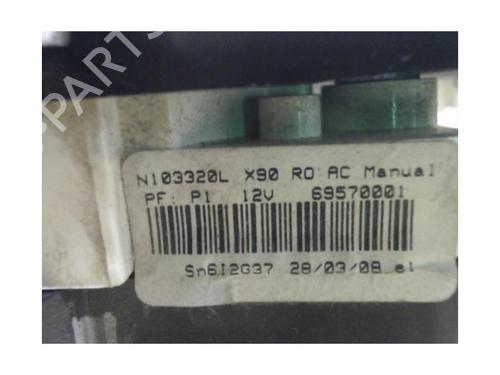 PARTS
N103320L X90 RO AC Manual
PF: P1 12V 69570001
Sn6I2G37 28/03/08 el